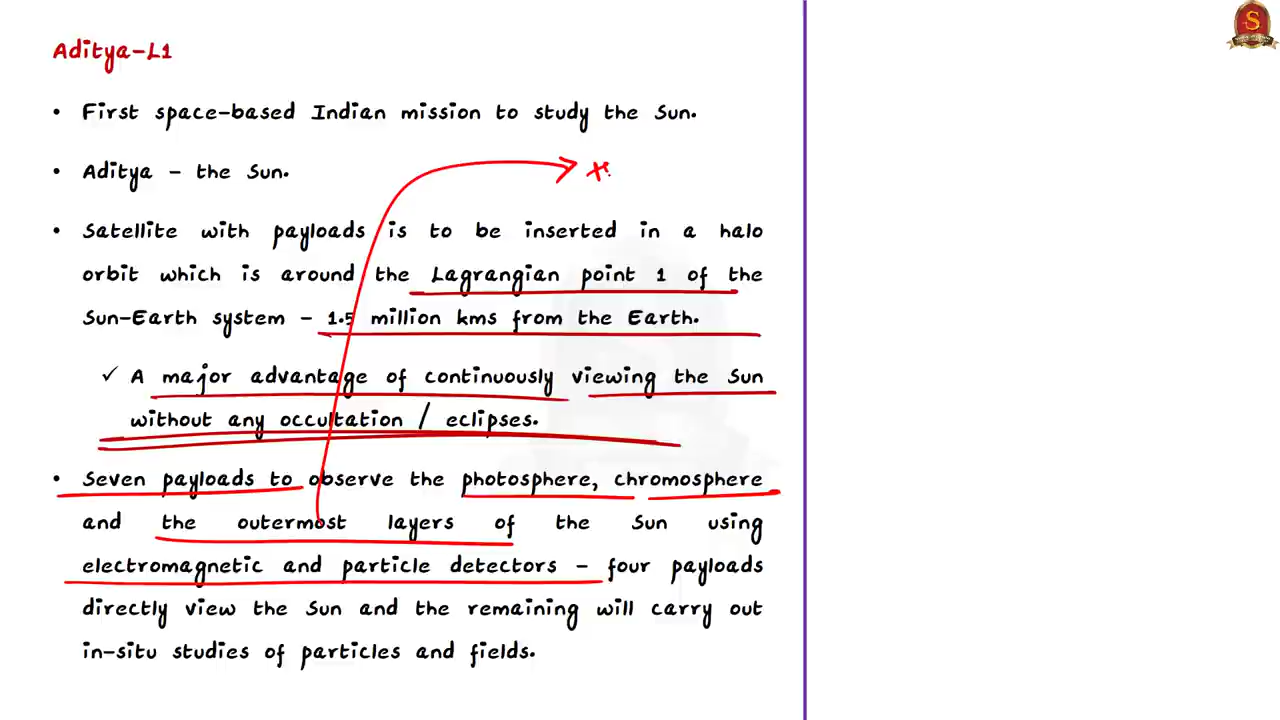 Aditya-L1
• First space-based Indian mission to study the Sun.
• Aditya – the Sun.
• Satellite with payloads is to be inserted in a halo
orbit which is around the Lagrangian point 1 of the
Sun-Earth system – 1.5 million kms from the Earth.
✓ A major advantage of continuously viewing the Sun
without any occultation / eclipses.
• Seven payloads to observe the photosphere, chromosphere
and the outermost layers of the Sun using
electromagnetic and particle detectors – four payloads
directly view the Sun and the remaining will carry out
in-situ studies of particles and fields.
S